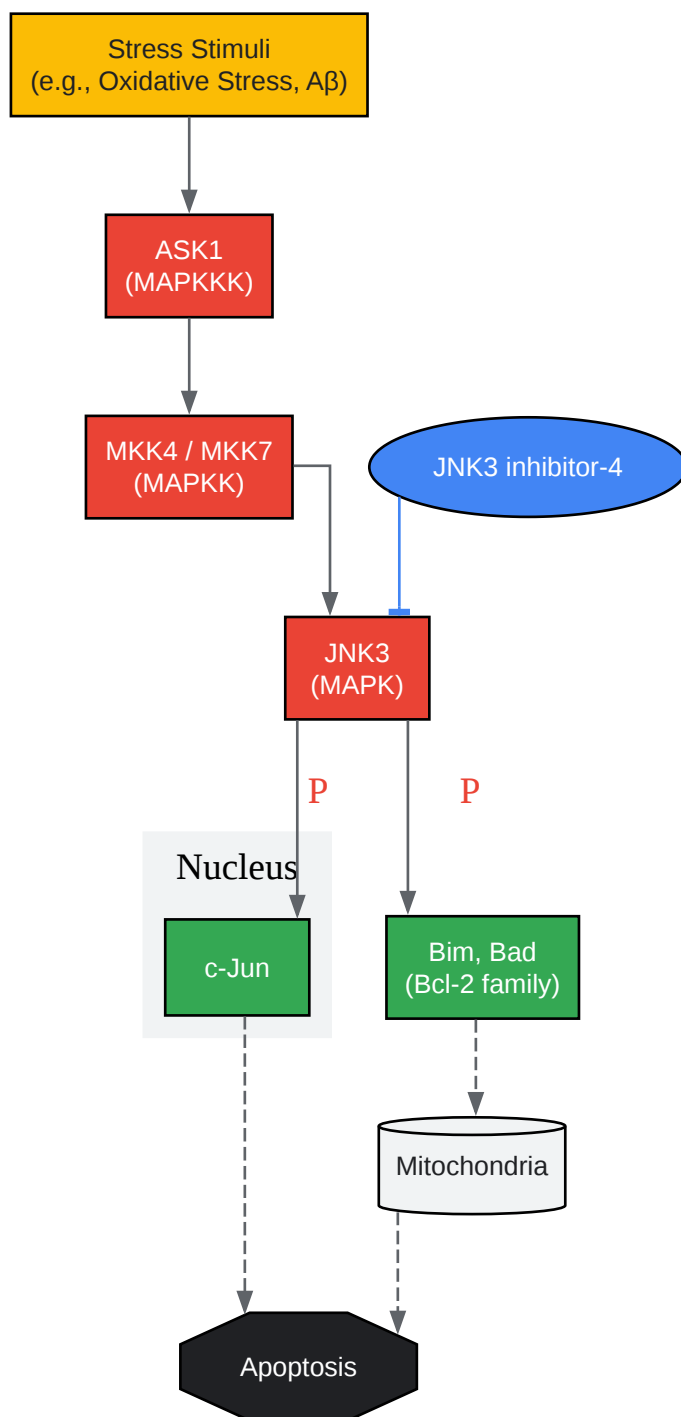 Stress Stimuli
(e.g., Oxidative Stress, Aβ)
ASK1
(MAPKKK)
MKK4 / MKK7
(MAPKK)
JNK3 inhibitor-4
JNK3
(MAPK)
P
P
Nucleus
c-Jun
Bim, Bad
(Bcl-2 family)
Mitochondria
Apoptosis